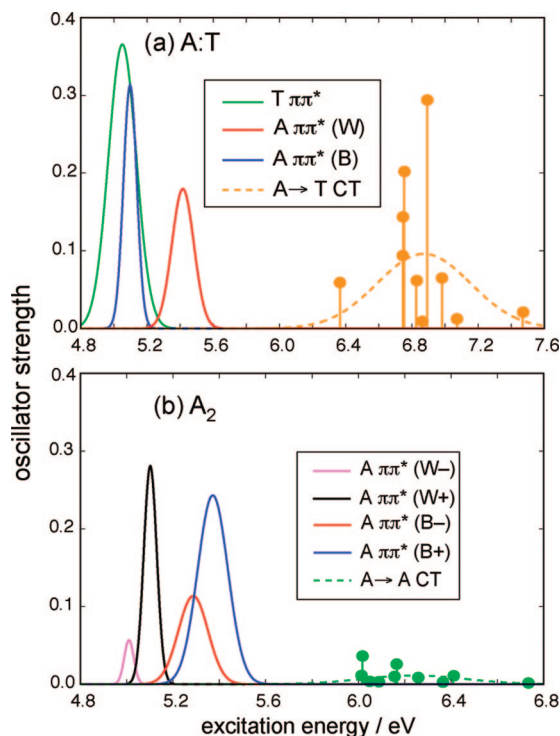 (a) A:T
T ππ*
A ππ* (W)
A ππ* (B)
A→ T CT
0.4
0.3
0.2
0.1
0.0
4.8 5.2 5.6 6.0 6.4 6.8 7.2 7.6
oscillator strength
(b) A₂
A ππ* (W–)
A ππ* (W+)
A ππ* (B–)
A ππ* (B+)
A→ A CT
0.4
0.3
0.2
0.1
0.0
4.8 5.2 5.6 6.0 6.4 6.8
excitation energy / eV